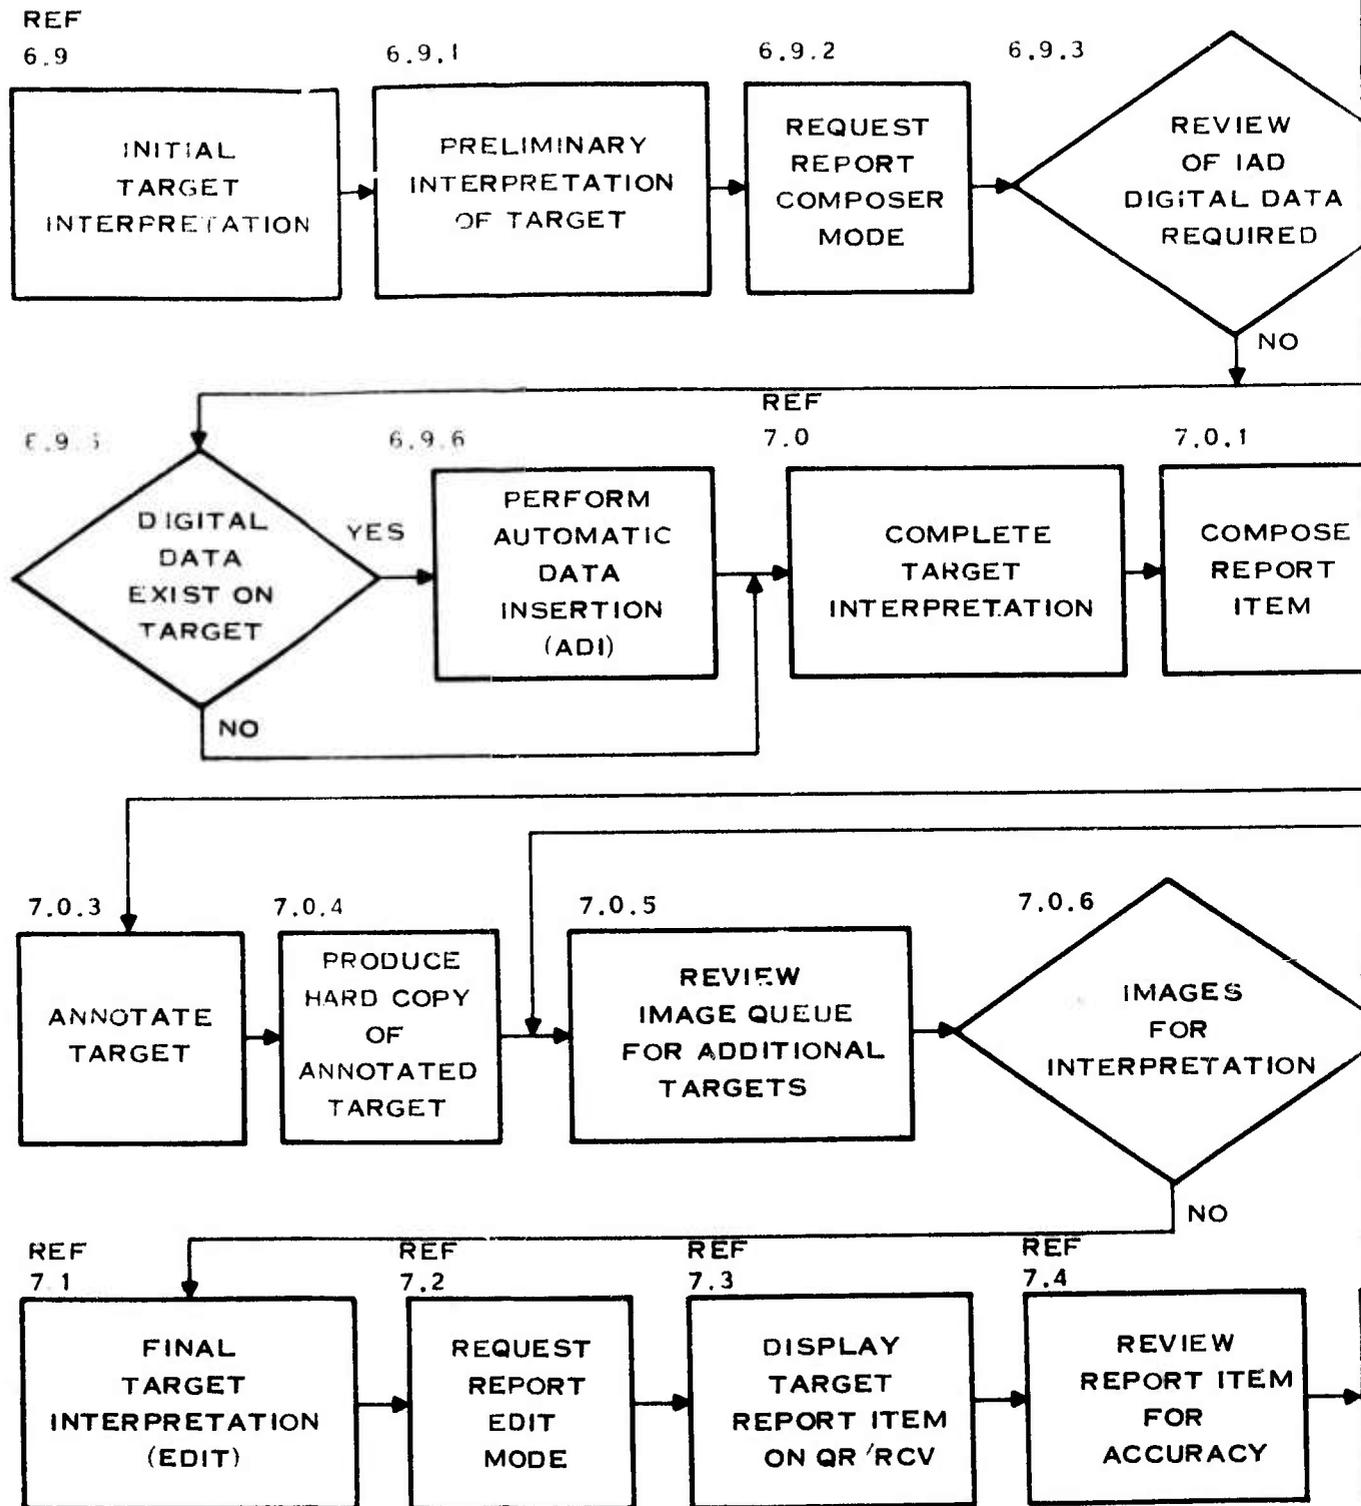 REF
6.9
6.9.1
6.9.2
6.9.3
INITIAL
TARGET
INTERPRETATION
PRELIMINARY
INTERPRETATION
OF TARGET
REQUEST
REPORT
COMPOSER
MODE
REVIEW
OF IAD
DIGITAL DATA
REQUIRED
NO
6.9.6
REF
7.0
7.0.1
DIGITAL
DATA
EXIST ON
TARGET
YES
NO
PERFORM
AUTOMATIC
DATA
INSERTION
(ADI)
COMPLETE
TARGET
INTERPRETATION
COMPOSE
REPORT
ITEM
7.0.3
7.0.4
7.0.5
7.0.6
ANNOTATE
TARGET
PRODUCE
HARD COPY
OF
ANNOTATED
TARGET
REVIEW
IMAGE QUEUE
FOR ADDITIONAL
TARGETS
IMAGES
FOR
INTERPRETATION
NO
REF
7.1
REF
7.2
REF
7.3
REF
7.4
FINAL
TARGET
INTERPRETATION
(EDIT)
REQUEST
REPORT
EDIT
MODE
DISPLAY
TARGET
REPORT ITEM
ON QR/RCV
REVIEW
REPORT ITEM
FOR
ACCURACY